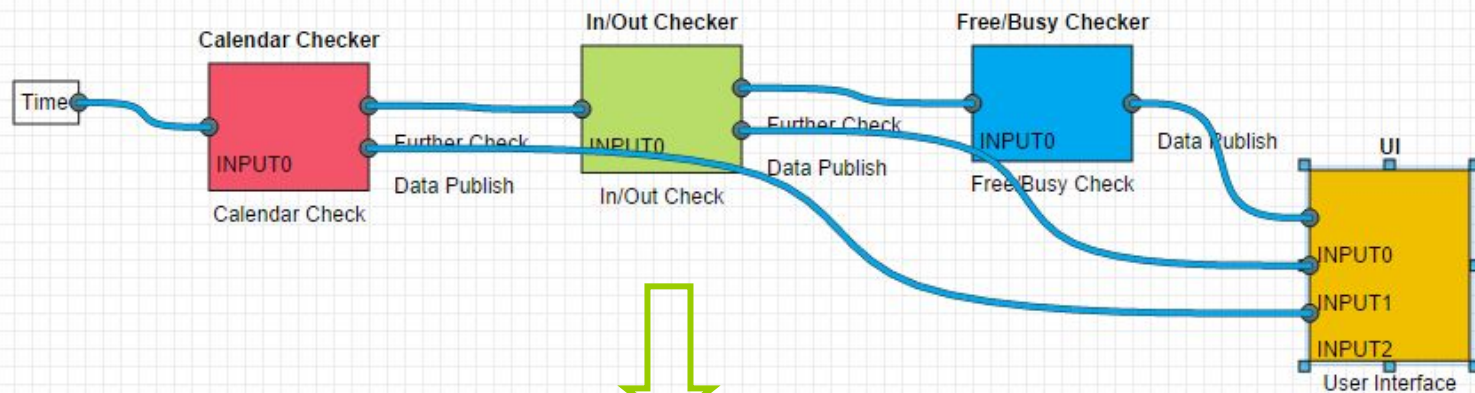 Time
Calendar Checker
INPUT0
Further Check
Data Publish
Calendar Check
In/Out Checker
INPUT0
Further Check
Data Publish
In/Out Check
Free/Busy Checker
INPUT0
Data Publish
Free/Busy Check
UI
INPUT0
INPUT1
INPUT2
User Interface